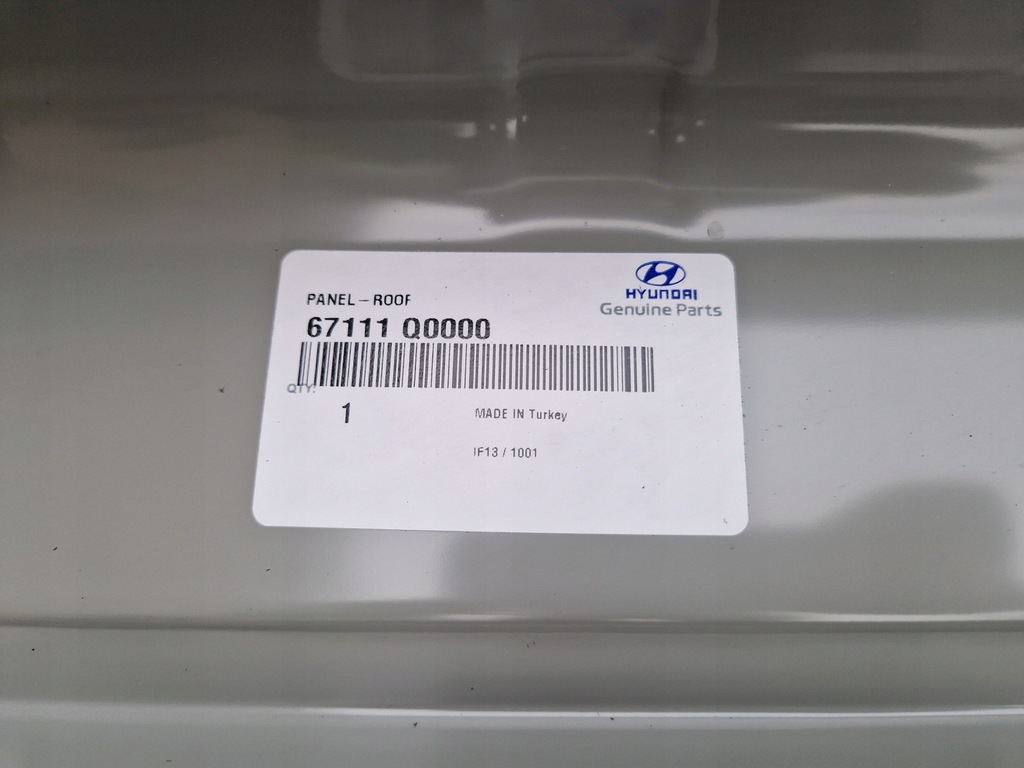 HYUNDAI
Genuine Parts
PANEL-ROOF
67111 Q0000
QTY:
1
MADE IN Turkey
IF13 / 1001